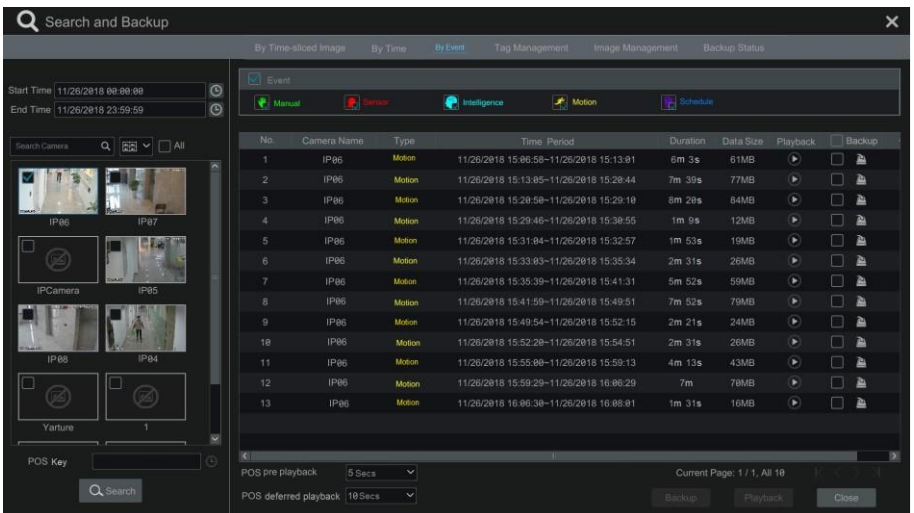 Search and Backup
By Time-sliced Image By Time By Event Tag Management Image Management Backup Status
Start Time 11/26/2018 00:00:00
End Time 11/26/2018 23:59:59
Event
Manual Sensor Intelligence Motion Schedule
Search Camera All
IP06 IP07
IPCamera IP05
IP08 IP04
Yarture 1
POS Key
Search
No. Camera Name Type Time Period Duration Data Size Playback Backup
1 IP06 Motion 11/26/2018 15:06:58~11/26/2018 15:13:01 6m 3s 61MB
2 IP06 Motion 11/26/2018 15:13:05~11/26/2018 15:20:44 7m 39s 77MB
3 IP06 Motion 11/26/2018 15:20:50~11/26/2018 15:29:10 8m 20s 84MB
4 IP06 Motion 11/26/2018 15:29:46~11/26/2018 15:30:55 1m 9s 12MB
5 IP06 Motion 11/26/2018 15:31:04~11/26/2018 15:32:57 1m 53s 19MB
6 IP06 Motion 11/26/2018 15:33:03~11/26/2018 15:35:34 2m 31s 26MB
7 IP06 Motion 11/26/2018 15:35:39~11/26/2018 15:41:31 5m 52s 59MB
8 IP06 Motion 11/26/2018 15:41:59~11/26/2018 15:49:51 7m 52s 79MB
9 IP06 Motion 11/26/2018 15:49:54~11/26/2018 15:52:15 2m 21s 24MB
10 IP06 Motion 11/26/2018 15:52:20~11/26/2018 15:54:51 2m 31s 26MB
11 IP06 Motion 11/26/2018 15:55:00~11/26/2018 15:59:13 4m 13s 43MB
12 IP06 Motion 11/26/2018 15:59:29~11/26/2018 16:06:29 7m 70MB
13 IP06 Motion 11/26/2018 16:06:30~11/26/2018 16:08:01 1m 31s 16MB
POS pre playback 5 Secs
Current Page: 1 / 1, All 10
POS deferred playback 10 Secs
Backup Playback Close